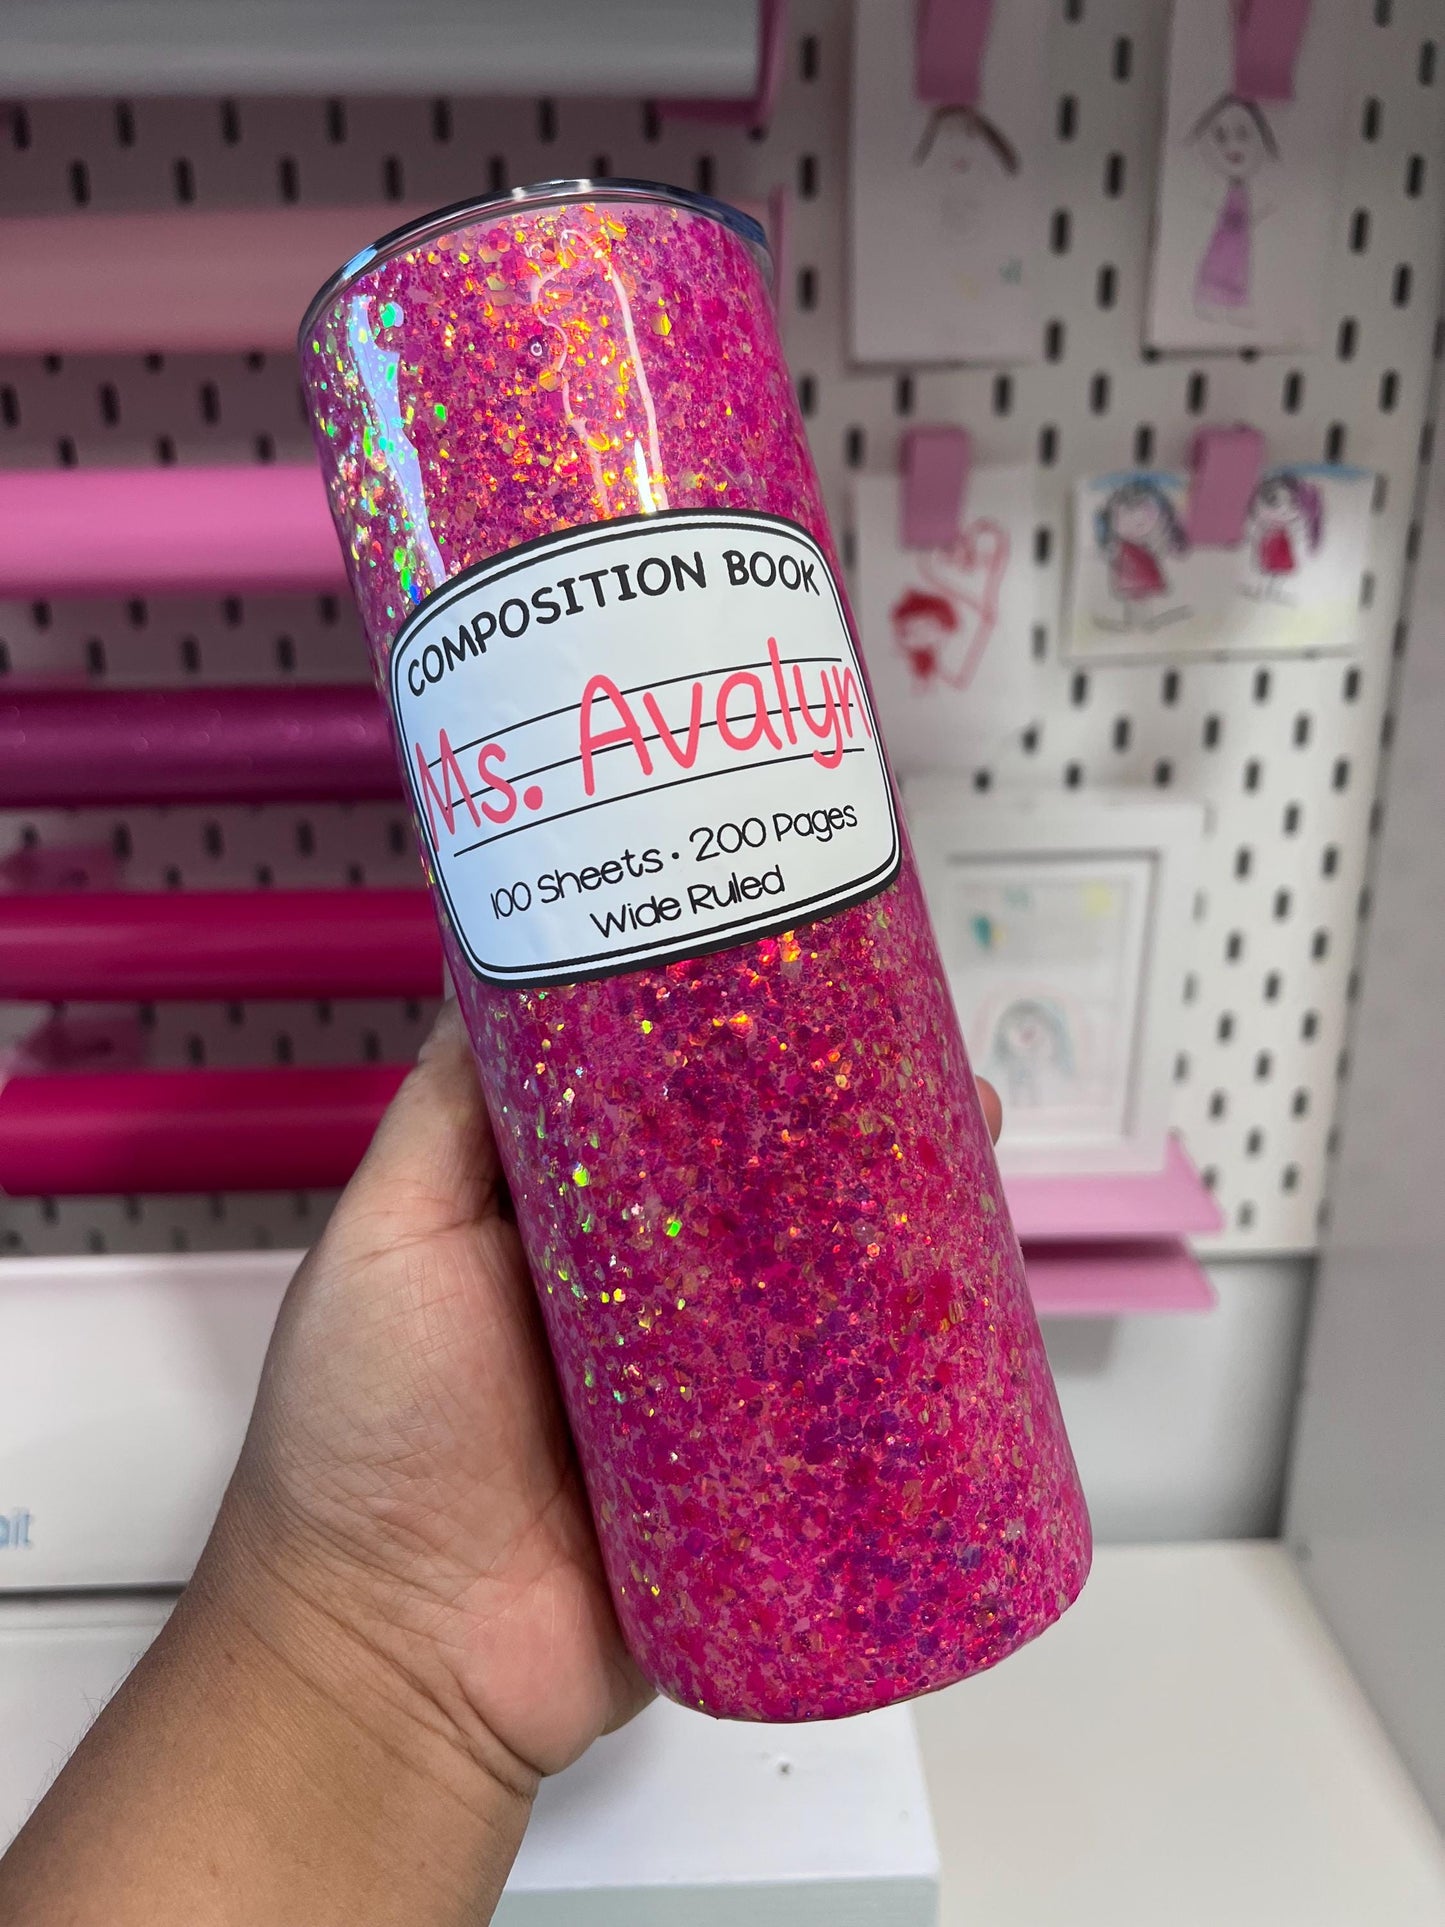 COMPOSITION BOOK
Ms. Avalyn
100 Sheets • 200 Pages
Wide Ruled